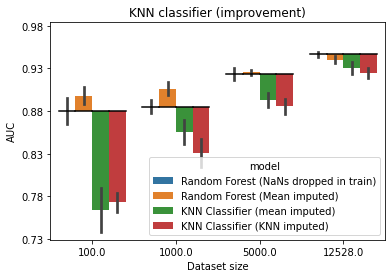 KNN classifier (improvement)
0.98
0.93
0.88
0.83
0.78
0.73
AUC
model
Random Forest (NaNs dropped in train)
Random Forest (Mean imputed)
KNN Classifier (mean imputed)
KNN Classifier (KNN imputed)
100.0 1000.0 5000.0 12528.0
Dataset size